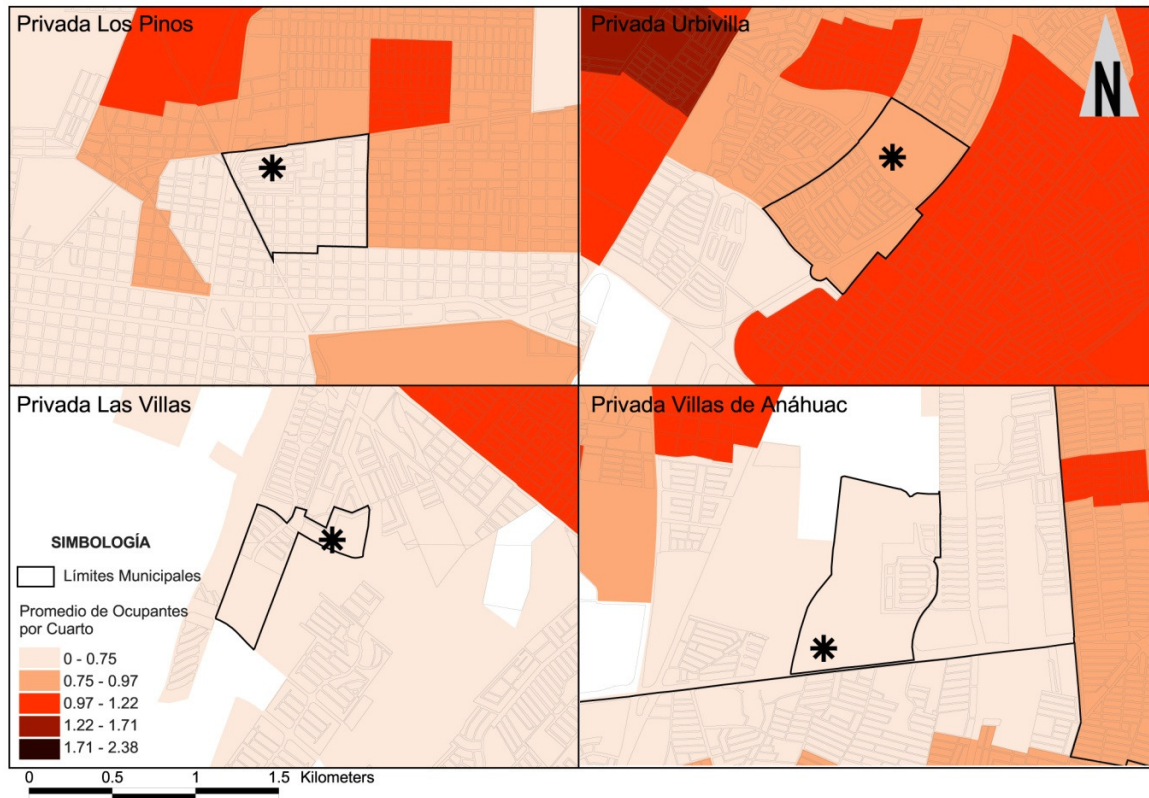 Privada Los Pinos
Privada Urbivilla
N
Privada Las Villas
Privada Villas de Anáhuac
SIMBOLOGÍA
Límites Municipales
Promedio de Ocupantes
por Cuarto
0 - 0.75
0.75 - 0.97
0.97 - 1.22
1.22 - 1.71
1.71 - 2.38
0 0.5 1 1.5 Kilometers